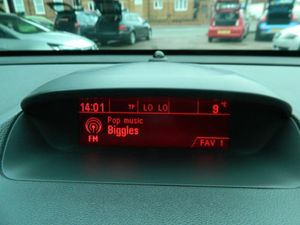 14:01 TP LO LO 9 °C
Pop music
Biggles
FM FAV 1